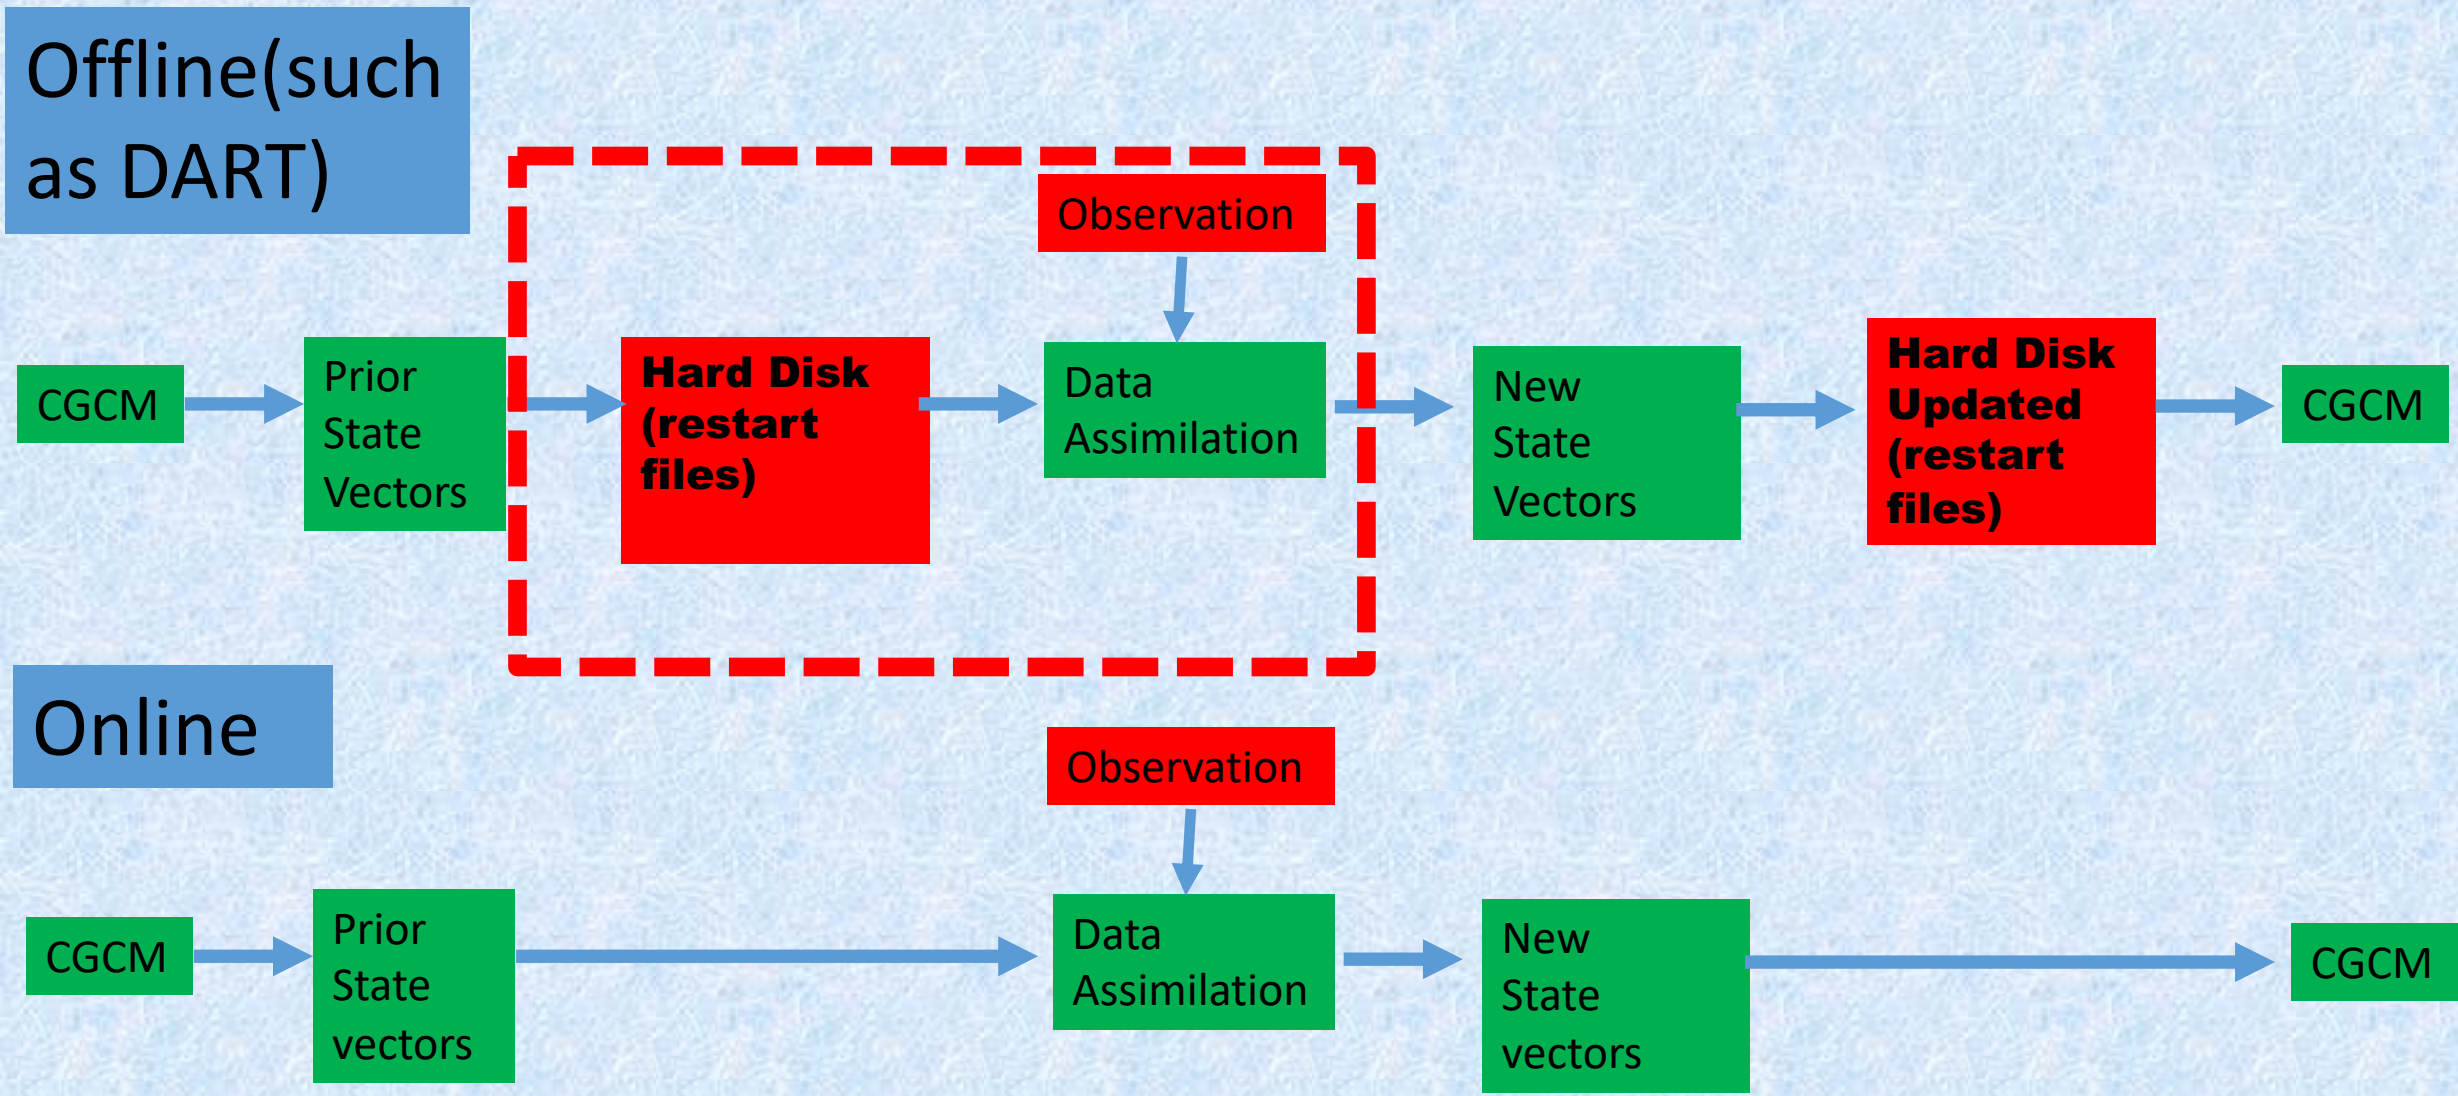 Offline(such
as DART)
Observation
CGCM
Prior
State
Vectors
Hard Disk
(restart
files)
Data
Assimilation
New
State
Vectors
Hard Disk
Updated
(restart
files)
CGCM
Online
Observation
CGCM
Prior
State
vectors
Data
Assimilation
New
State
vectors
CGCM